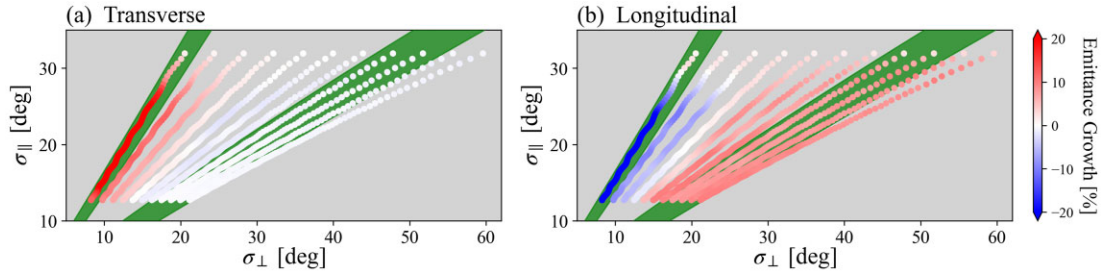 (a) Transverse
30
20
10
σ∥ [deg]
10 20 30 40 50 60
σ⊥ [deg]
(b) Longitudinal
30
20
10
σ∥ [deg]
10 20 30 40 50 60
σ⊥ [deg]
20
10
0
−10
−20
Emittance Growth [%]